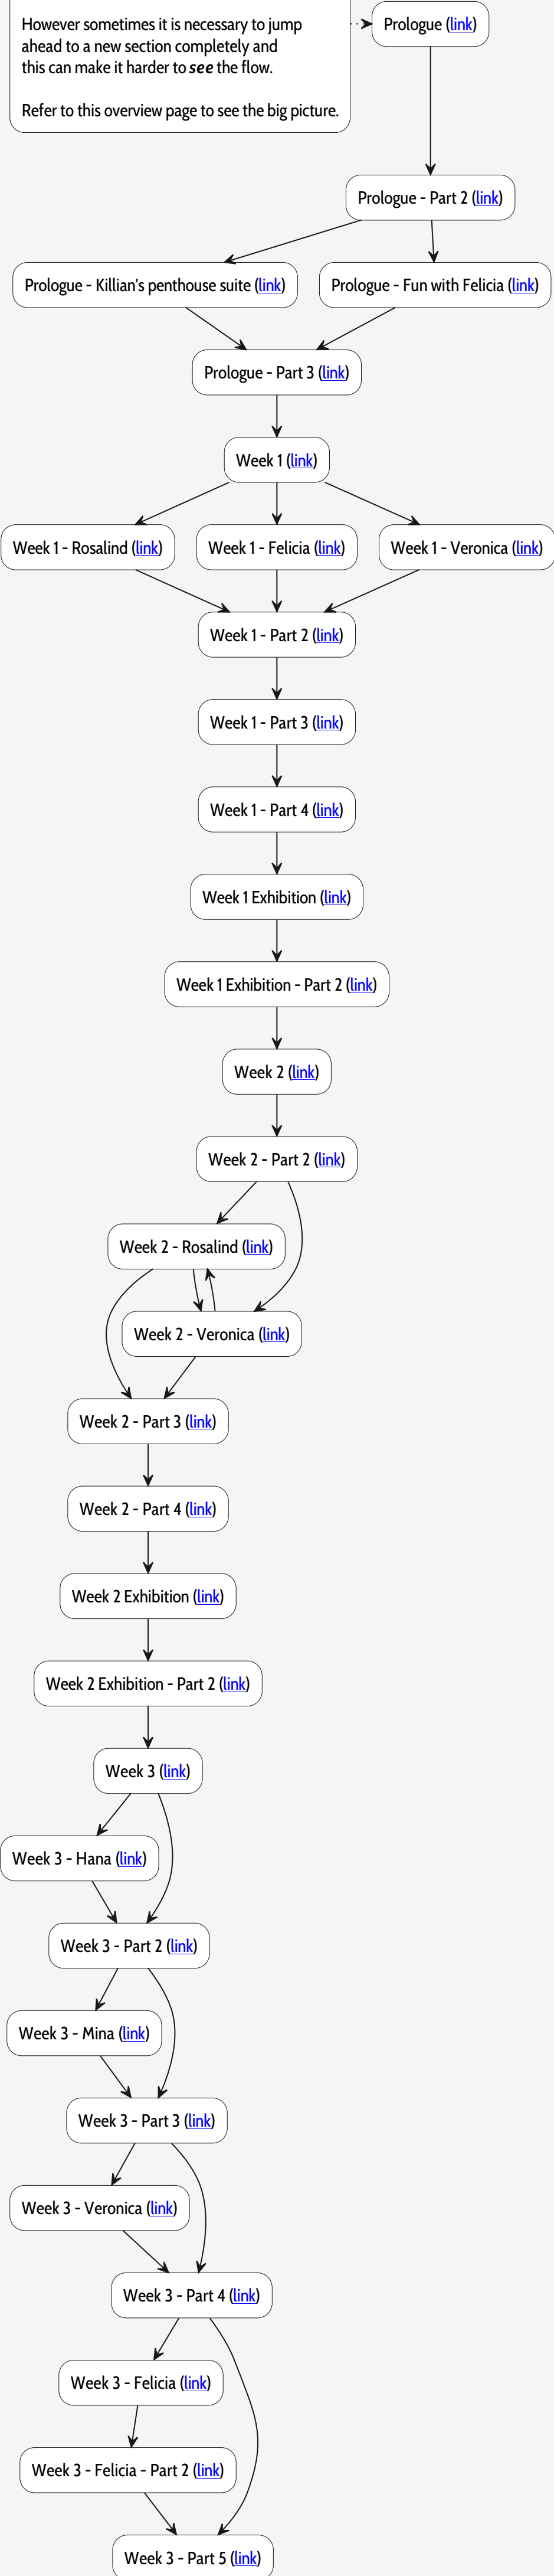 However sometimes it is necessary to jump
ahead to a new section completely and
this can make it harder to see the flow.
Refer to this overview page to see the big picture.
Prologue (link)
Prologue - Part 2 (link)
Prologue - Killian's penthouse suite (link)
Prologue - Fun with Felicia (link)
Prologue - Part 3 (link)
Week 1 (link)
Week 1 - Rosalind (link)
Week 1 - Felicia (link)
Week 1 - Veronica (link)
Week 1 - Part 2 (link)
Week 1 - Part 3 (link)
Week 1 - Part 4 (link)
Week 1 Exhibition (link)
Week 1 Exhibition - Part 2 (link)
Week 2 (link)
Week 2 - Part 2 (link)
Week 2 - Rosalind (link)
Week 2 - Veronica (link)
Week 2 - Part 3 (link)
Week 2 - Part 4 (link)
Week 2 Exhibition (link)
Week 2 Exhibition - Part 2 (link)
Week 3 (link)
Week 3 - Hana (link)
Week 3 - Part 2 (link)
Week 3 - Mina (link)
Week 3 - Part 3 (link)
Week 3 - Veronica (link)
Week 3 - Part 4 (link)
Week 3 - Felicia (link)
Week 3 - Felicia - Part 2 (link)
Week 3 - Part 5 (link)